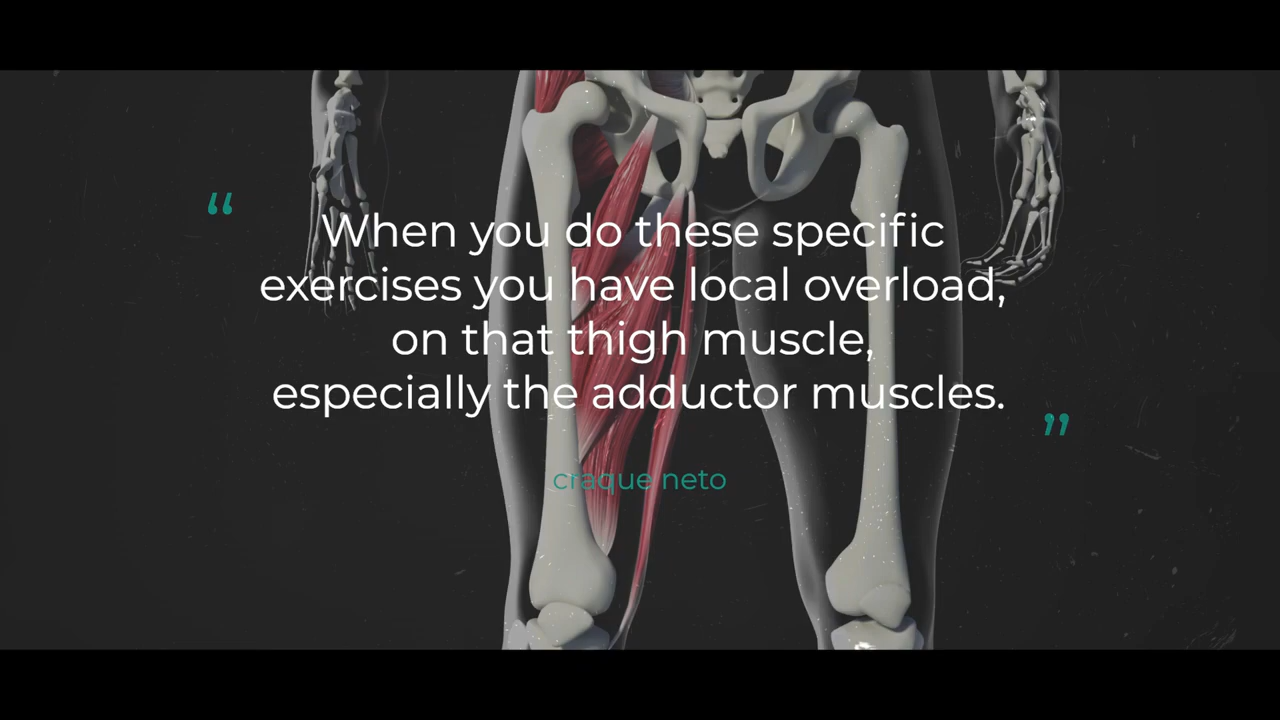 “
When you do these specific
exercises you have local overload,
on that thigh muscle,
especially the adductor muscles.
”
craque neto